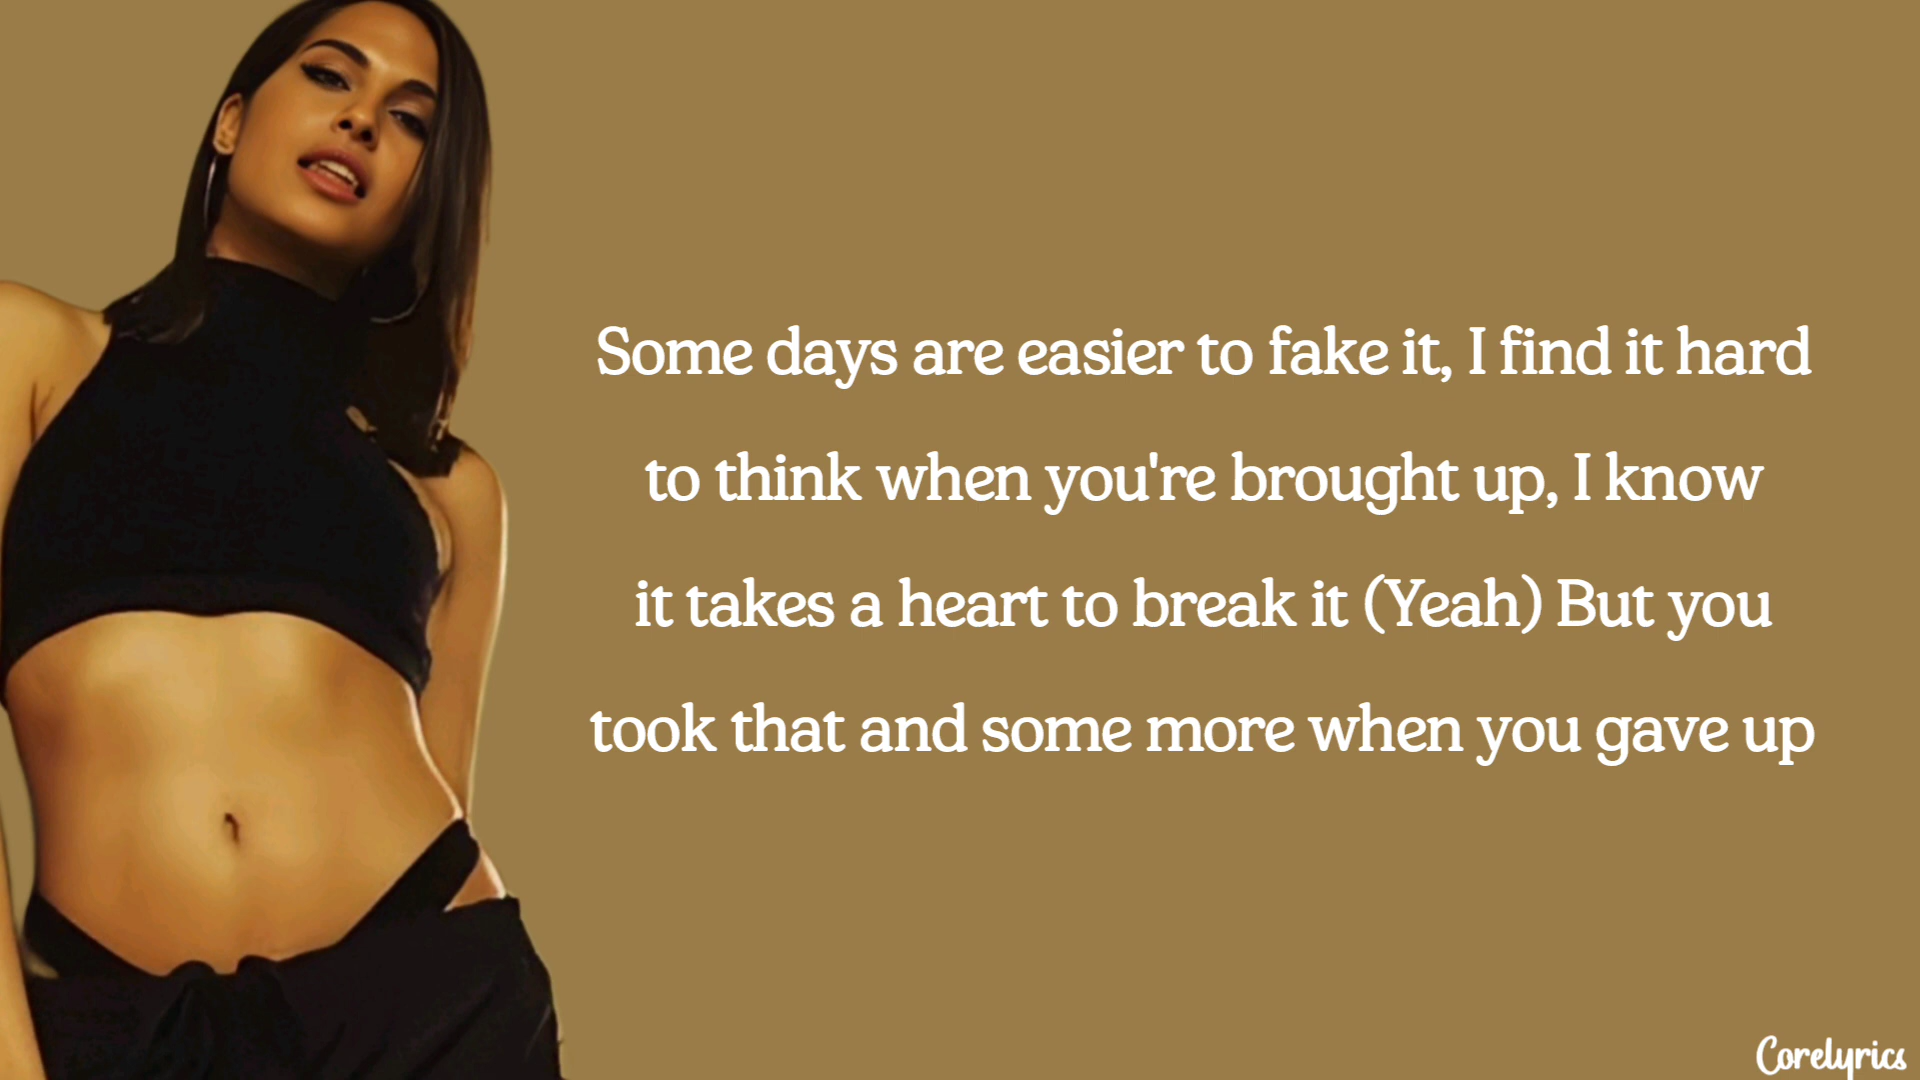 Some days are easier to fake it, I find it hard
to think when you're brought up, I know
it takes a heart to break it (Yeah) But you
took that and some more when you gave up
Corelyrics